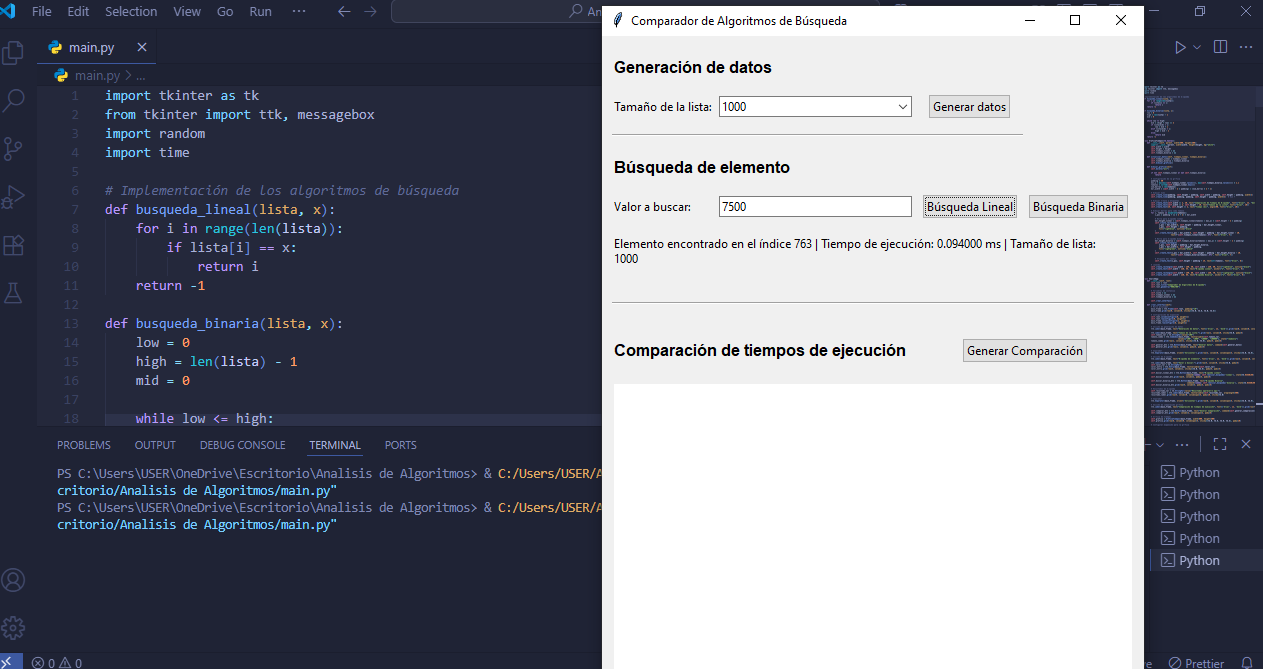 File Edit Selection View Go Run ···
An
Comparador de Algoritmos de Búsqueda
main.py
main.py > ...
1 import tkinter as tk
2 from tkinter import ttk, messagebox
3 import random
4 import time
5
6 # Implementación de los algoritmos de búsqueda
7 def busqueda_lineal(lista, x):
8 for i in range(len(lista)):
9 if lista[i] == x:
10 return i
11 return -1
12
13 def busqueda_binaria(lista, x):
14 low = 0
15 high = len(lista) - 1
16 mid = 0
17
18 while low <= high:
Generación de datos
Tamaño de la lista: 1000 Generar datos
Búsqueda de elemento
Valor a buscar: 7500 Búsqueda Lineal Búsqueda Binaria
Elemento encontrado en el índice 763 | Tiempo de ejecución: 0.094000 ms | Tamaño de lista:
1000
Comparación de tiempos de ejecución Generar Comparación
PROBLEMS OUTPUT DEBUG CONSOLE TERMINAL PORTS
PS C:\Users\USER\OneDrive\Escritorio\Analisis de Algoritmos> & C:/Users/USER/A
critorio/Analisis de Algoritmos/main.py"
PS C:\Users\USER\OneDrive\Escritorio\Analisis de Algoritmos> & C:/Users/USER/A
critorio/Analisis de Algoritmos/main.py"
Python
Python
Python
Python
Python
0 0
Prettier